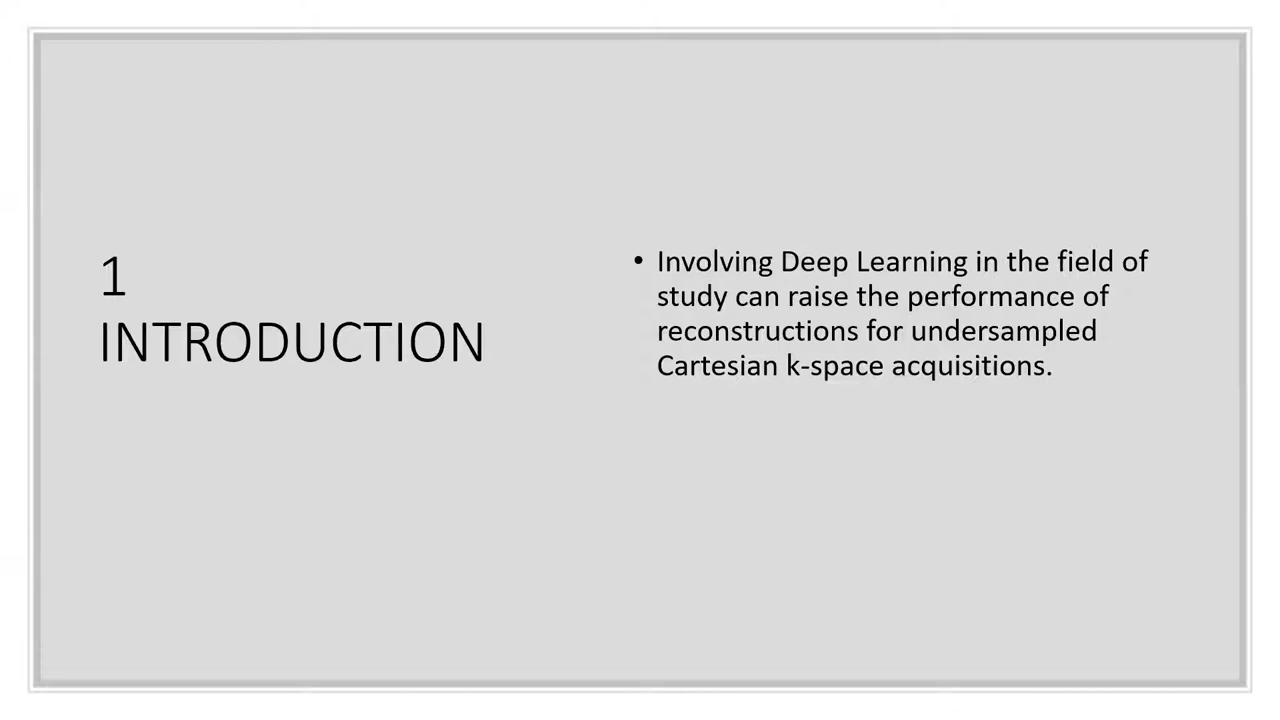 1
INTRODUCTION
• Involving Deep Learning in the field of
study can raise the performance of
reconstructions for undersampled
Cartesian k-space acquisitions.